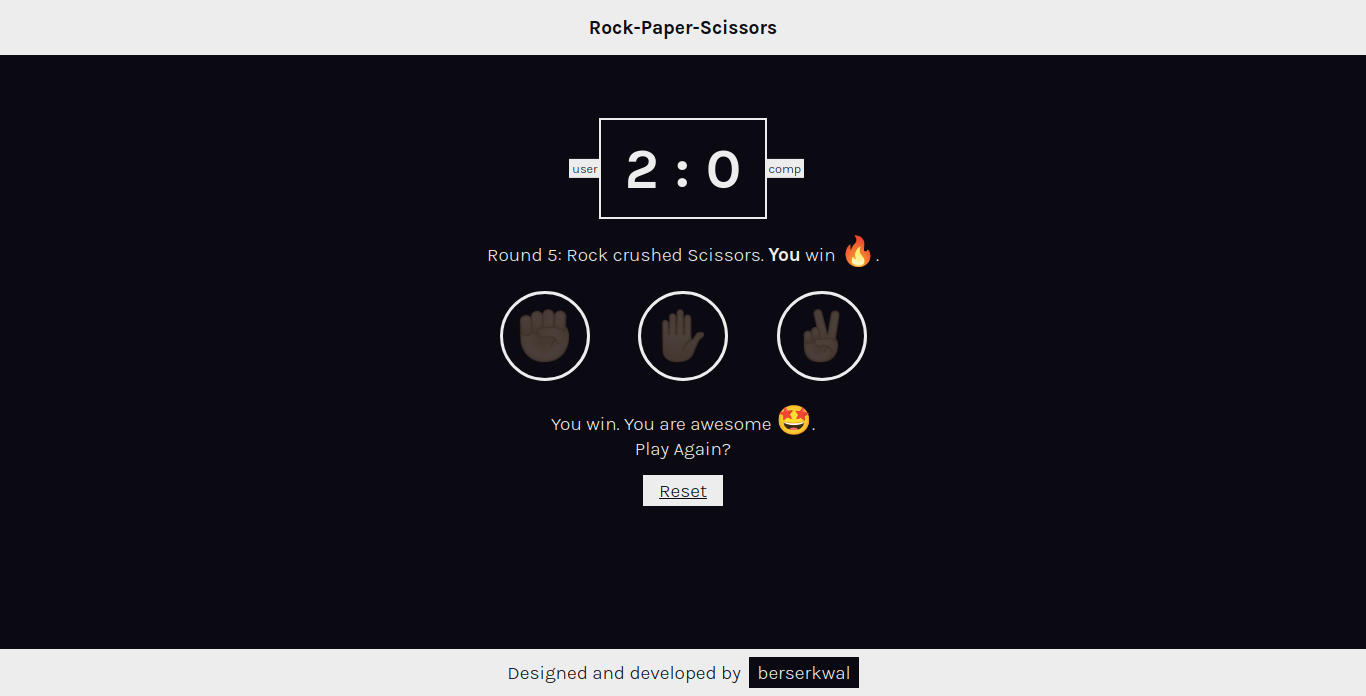 Rock-Paper-Scissors
user 2 : 0 comp
Round 5: Rock crushed Scissors. You win 🔥.
You win. You are awesome 🤩.
Play Again?
Reset
Designed and developed by berserkwal